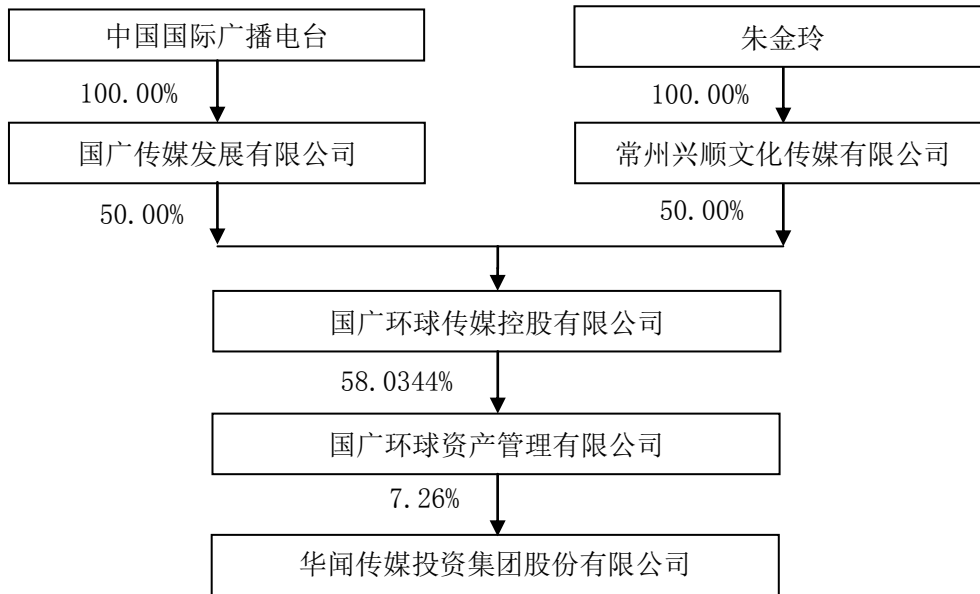 中国国际广播电台
朱金玲
100.00%
100.00%
国广传媒发展有限公司
常州兴顺文化传媒有限公司
50.00%
50.00%
国广环球传媒控股有限公司
58.0344%
国广环球资产管理有限公司
7.26%
华闻传媒投资集团股份有限公司